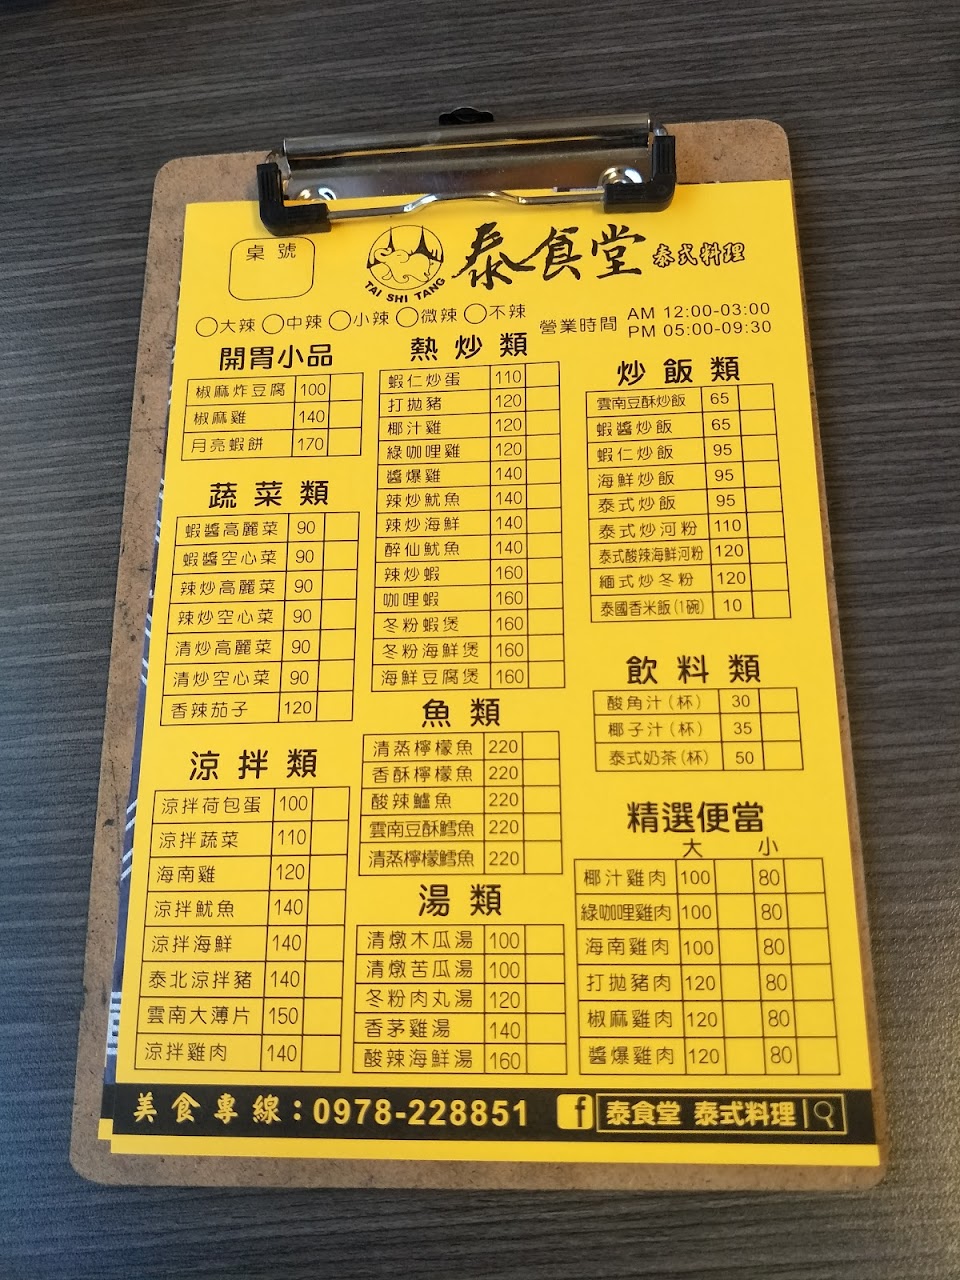 桌號
TAI SHI TANG
泰食堂 泰式料理
○大辣○中辣○小辣○微辣○不辣
營業時間 AM 12:00-03:00
PM 05:00-09:30
開胃小品
椒麻炸豆腐 100
椒麻雞 140
月亮蝦餅 170
蔬菜類
蝦醬高麗菜 90
蝦醬空心菜 90
辣炒高麗菜 90
辣炒空心菜 90
清炒高麗菜 90
清炒空心菜 90
香辣茄子 120
涼拌類
涼拌荷包蛋 100
涼拌蔬菜 110
海南雞 120
涼拌魷魚 140
涼拌海鮮 140
泰北涼拌豬 140
雲南大薄片 150
涼拌雞肉 140
熱炒類
蝦仁炒蛋 110
打拋豬 120
椰汁雞 120
綠咖哩雞 120
醬爆雞 140
辣炒魷魚 140
辣炒海鮮 140
醉仙魷魚 140
辣炒蝦 160
咖哩蝦 160
冬粉蝦煲 160
冬粉海鮮煲 160
海鮮豆腐煲 160
魚類
清蒸檸檬魚 220
香酥檸檬魚 220
酸辣鱸魚 220
雲南豆酥鱈魚 220
清蒸檸檬鱈魚 220
湯類
清燉木瓜湯 100
清燉苦瓜湯 100
冬粉肉丸湯 120
香茅雞湯 140
酸辣海鮮湯 160
炒飯類
雲南豆酥炒飯 65
蝦醬炒飯 65
蝦仁炒飯 95
海鮮炒飯 95
泰式炒飯 95
泰式炒河粉 110
泰式酸辣海鮮河粉 120
緬式炒冬粉 120
泰國香米飯(1碗) 10
飲料類
酸角汁(杯) 30
椰子汁(杯) 35
泰式奶茶(杯) 50
精選便當
大 小
椰汁雞肉 100 80
綠咖哩雞肉 100 80
海南雞肉 100 80
打拋豬肉 120 80
椒麻雞肉 120 80
醬爆雞肉 120 80
美食專線：0978-228851 f 泰食堂 泰式料理